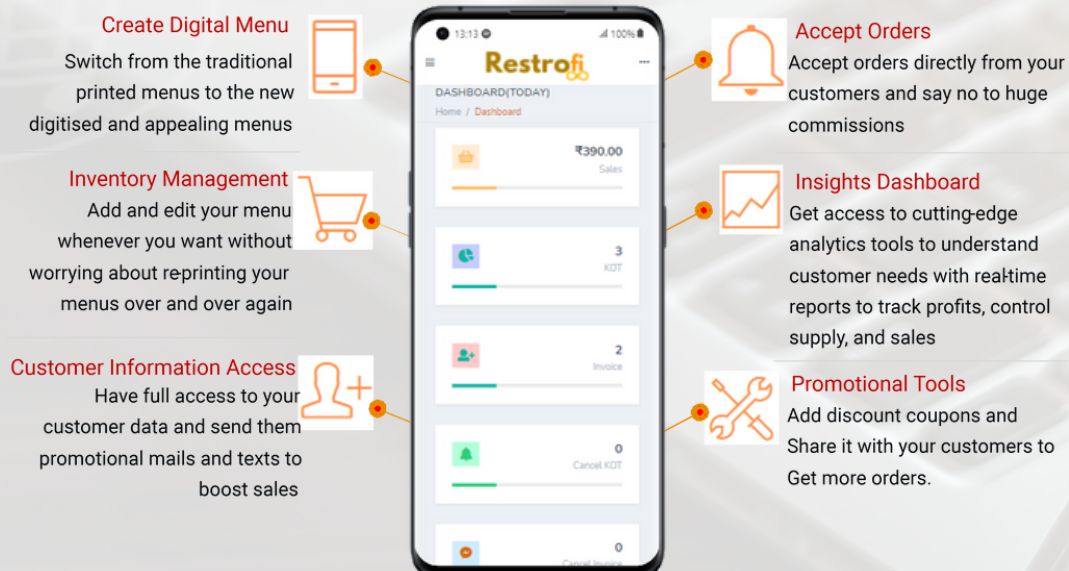 Create Digital Menu
Switch from the traditional
printed menus to the new
digitised and appealing menus
Inventory Management
Add and edit your menu
whenever you want without
worrying about re-printing your
menus over and over again
Customer Information Access
Have full access to your
customer data and send them
promotional mails and texts to
boost sales
13:13
100%
Restrofi
DASHBOARD(TODAY)
Home / Dashboard
₹390.00
Sales
3
KOT
2
Invoice
0
Cancel KOT
0
Cancel Invoice
Accept Orders
Accept orders directly from your
customers and say no to huge
commissions
Insights Dashboard
Get access to cutting-edge
analytics tools to understand
customer needs with real-time
reports to track profits, control
supply, and sales
Promotional Tools
Add discount coupons and
Share it with your customers to
Get more orders.